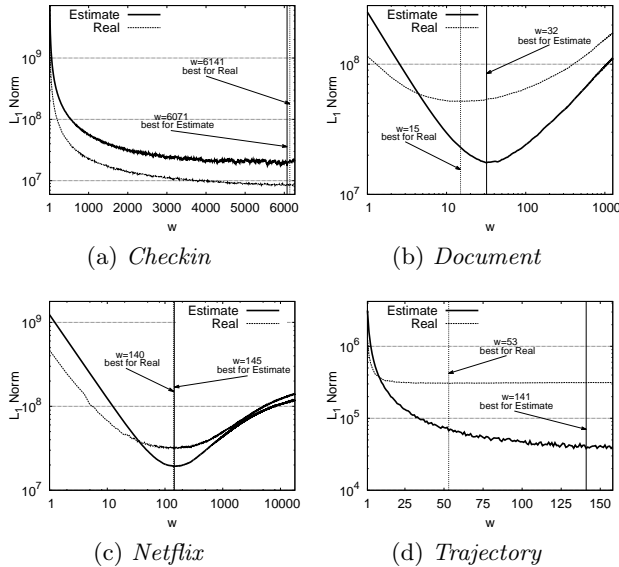 Estimate
Real
10^9
10^8
10^7
L1 Norm
w=6141
best for Real
w=6071
best for Estimate
1 1000 2000 3000 4000 5000 6000
w
(a) Checkin
Estimate
Real
10^8
10^7
L1 Norm
w=32
best for Estimate
w=15
best for Real
1 10 100 1000
w
(b) Document
Estimate
Real
10^9
10^8
10^7
L1 Norm
w=140
best for Real
w=145
best for Estimate
1 10 100 1000 10000
w
(c) Netflix
Estimate
Real
10^6
10^5
10^4
L1 Norm
w=53
best for Real
w=141
best for Estimate
1 25 50 75 100 125 150
w
(d) Trajectory